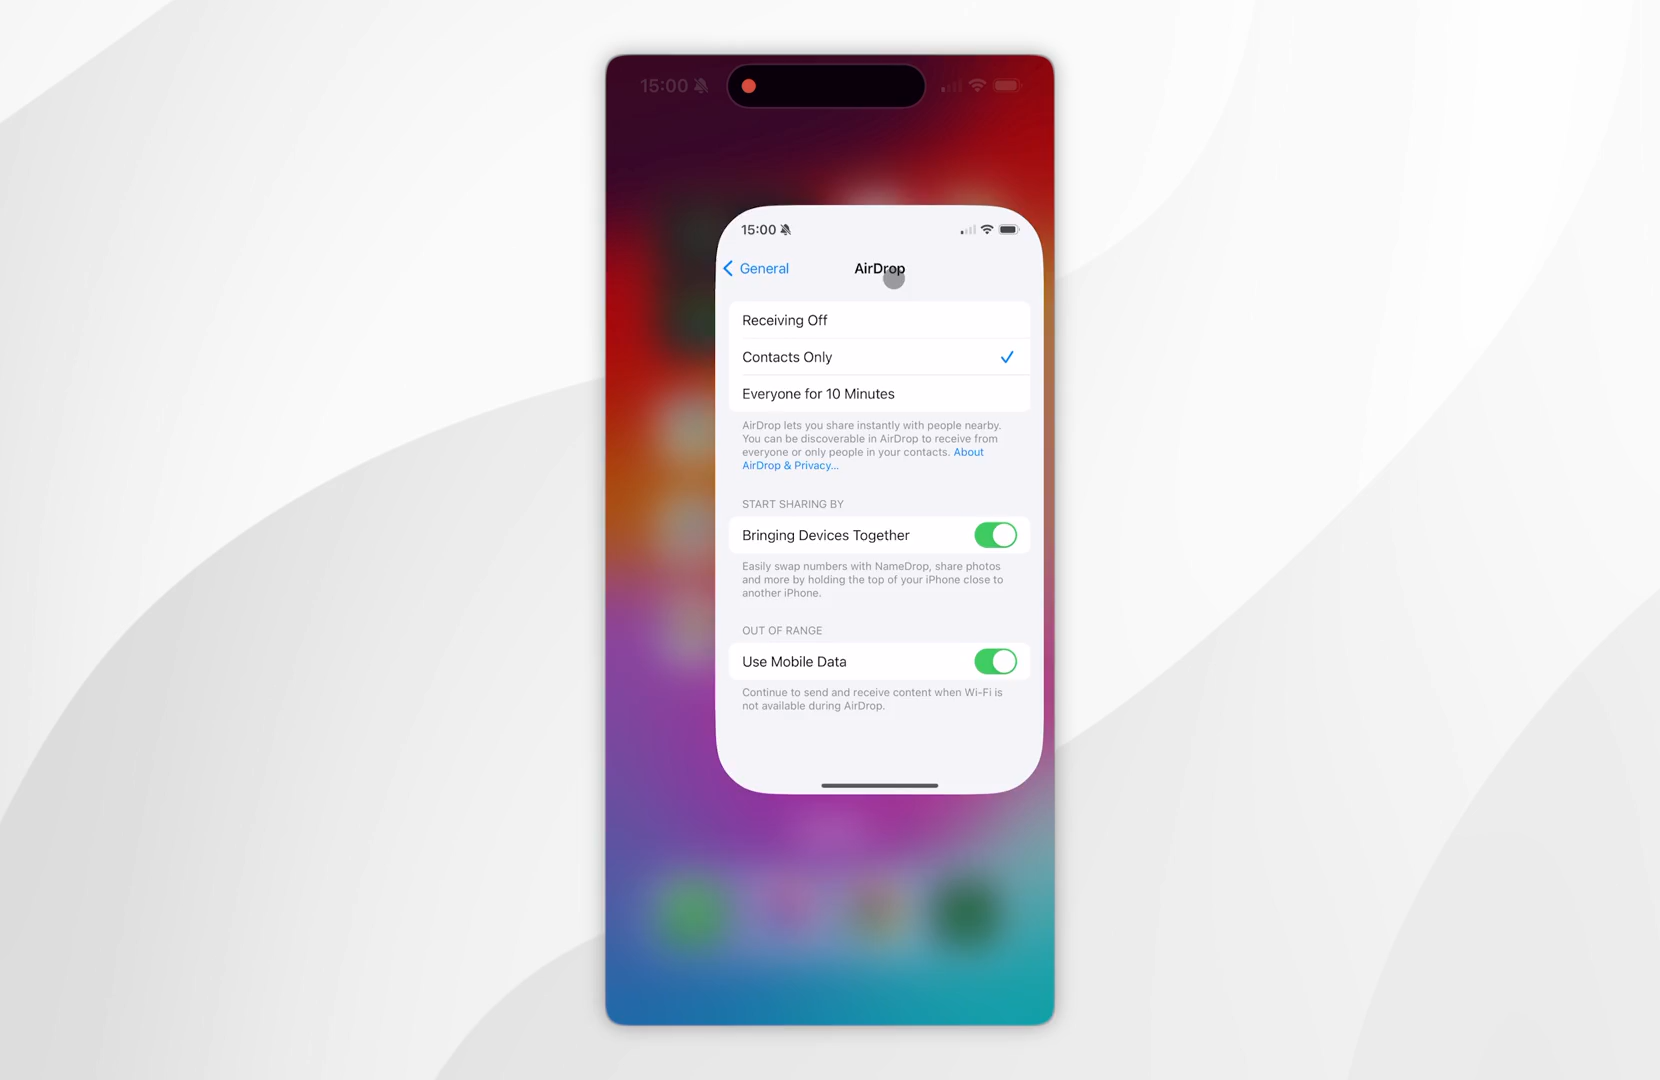 15:00
15:00
General
AirDrop
Receiving Off
Contacts Only
Everyone for 10 Minutes
AirDrop lets you share instantly with people nearby.
You can be discoverable in AirDrop to receive from
everyone or only people in your contacts. About
AirDrop & Privacy...
START SHARING BY
Bringing Devices Together
Easily swap numbers with NameDrop, share photos
and more by holding the top of your iPhone close to
another iPhone.
OUT OF RANGE
Use Mobile Data
Continue to send and receive content when Wi-Fi is
not available during AirDrop.